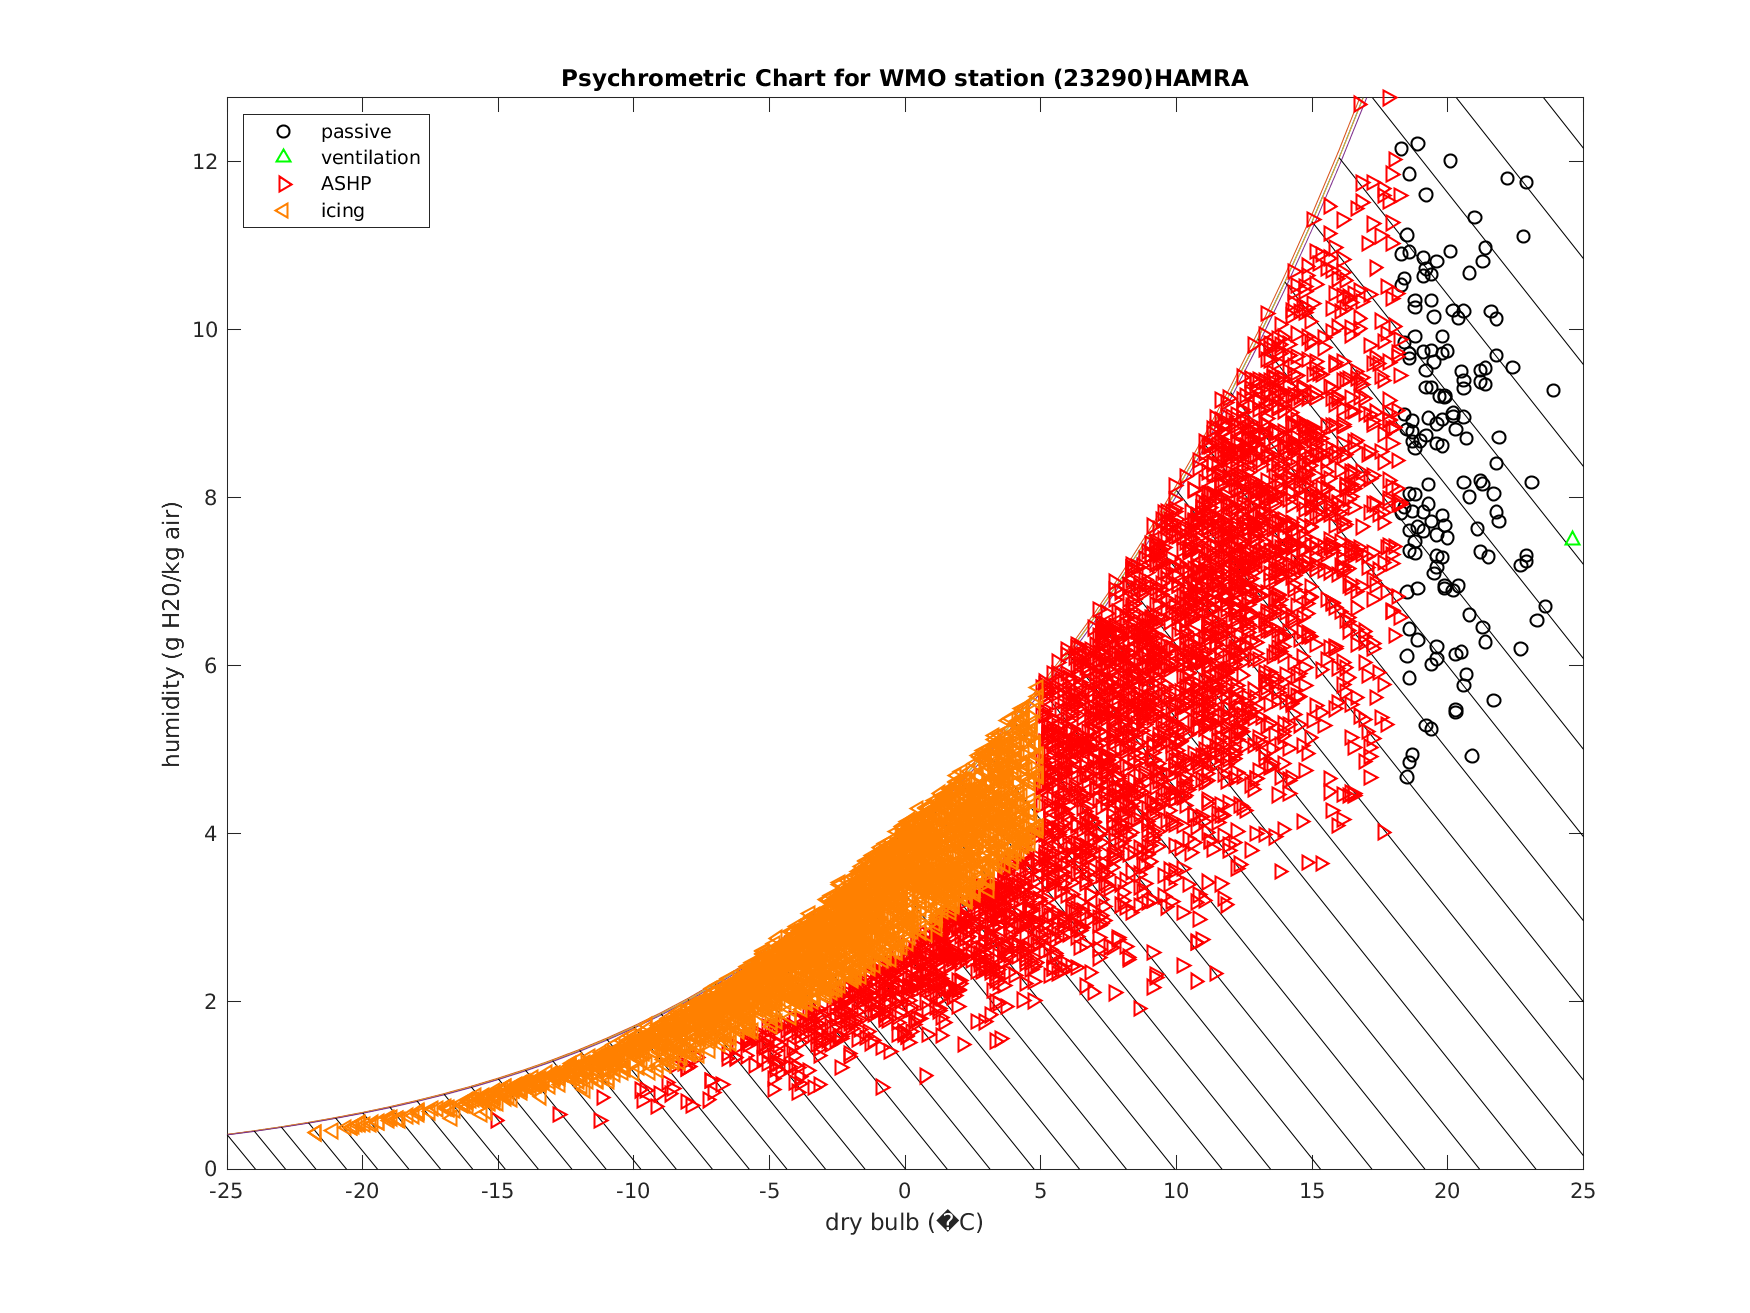 Psychrometric Chart for WMO station (23290)HAMRA
passive
ventilation
ASHP
icing
humidity (g H20/kg air)
12
10
8
6
4
2
0
-25 -20 -15 -10 -5 0 5 10 15 20 25
dry bulb (�C)